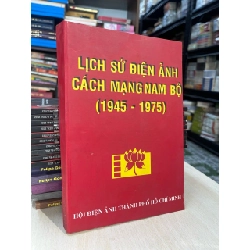 LỊCH SỬ ĐIỆN ẢNH
CÁCH MẠNG NAM BỘ
(1945 - 1975)
HỘI ĐIỆN ẢNH THÀNH PHỐ HỒ CHÍ MINH